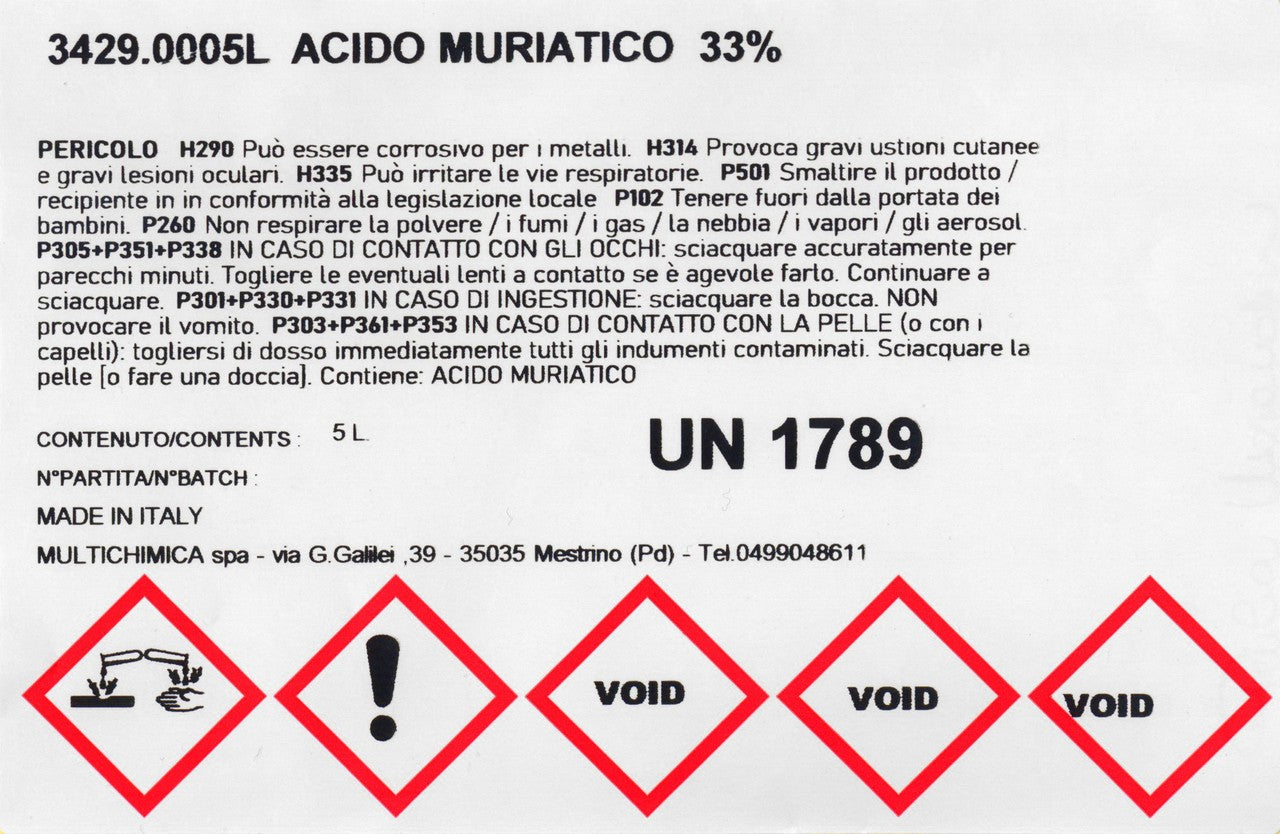 3429.0005L ACIDO MURIATICO 33%
PERICOLO H290 Può essere corrosivo per i metalli. H314 Provoca gravi ustioni cutanee
e gravi lesioni oculari. H335 Può irritare le vie respiratorie. P501 Smaltire il prodotto /
recipiente in in conformità alla legislazione locale P102 Tenere fuori dalla portata dei
bambini. P260 Non respirare la polvere / i fumi / i gas / la nebbia / i vapori / gli aerosol.
P305+P351+P338 IN CASO DI CONTATTO CON GLI OCCHI: sciacquare accuratamente per
parecchi minuti. Togliere le eventuali lenti a contatto se è agevole farlo. Continuare a
sciacquare. P301+P330+P331 IN CASO DI INGESTIONE: sciacquare la bocca. NON
provocare il vomito. P303+P361+P353 IN CASO DI CONTATTO CON LA PELLE (o con i
capelli): togliersi di dosso immediatamente tutti gli indumenti contaminati. Sciacquare la
pelle [o fare una doccia]. Contiene: ACIDO MURIATICO
CONTENUTO/CONTENTS : 5 L.
UN 1789
N°PARTITA/N°BATCH :
MADE IN ITALY
MULTICHIMICA spa - via G.Galilei ,39 - 35035 Mestrino (Pd) - Tel.0499048611
VOID
VOID
VOID